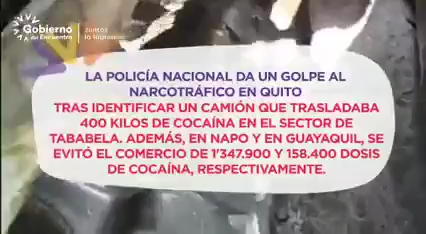 Gobierno
del Encuentro
Juntos
lo logramos
LA POLICÍA NACIONAL DA UN GOLPE AL
NARCOTRÁFICO EN QUITO
TRAS IDENTIFICAR UN CAMIÓN QUE TRASLADABA
400 KILOS DE COCAÍNA EN EL SECTOR DE
TABABELA. ADEMÁS, EN NAPO Y EN GUAYAQUIL, SE
EVITÓ EL COMERCIO DE 1'347.900 Y 158.400 DOSIS
DE COCAÍNA, RESPECTIVAMENTE.